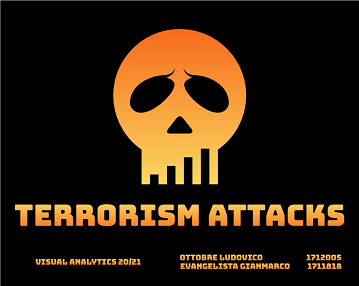 TERRORISM ATTACKS
VISUAL ANALYTICS 20/21
OTTOBRE LUDOVICO 1712005
EVANGELISTA GIANMARCO 1711818